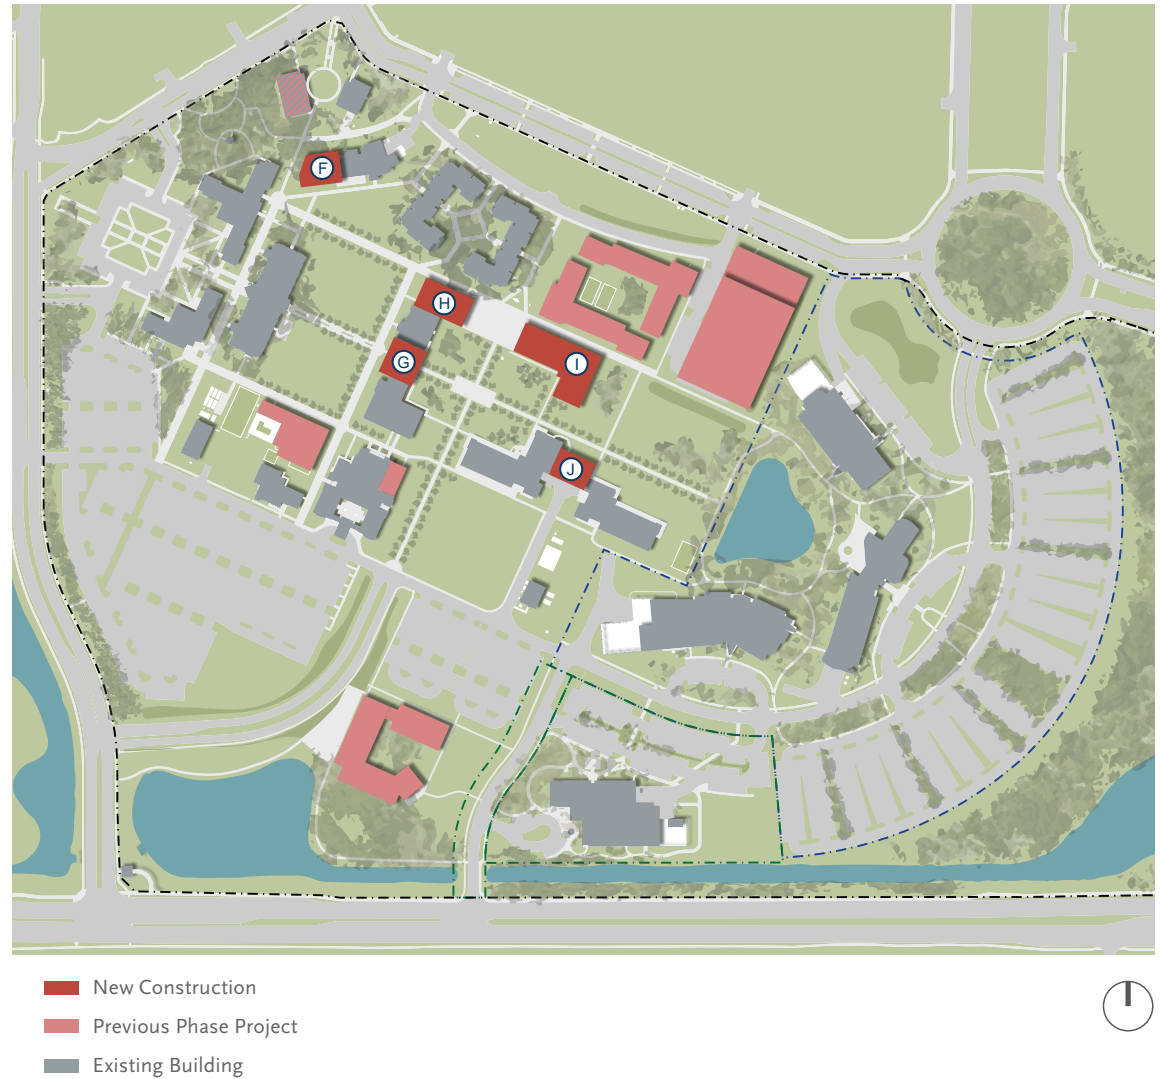 F
H
G
I
J
New Construction
Previous Phase Project
Existing Building